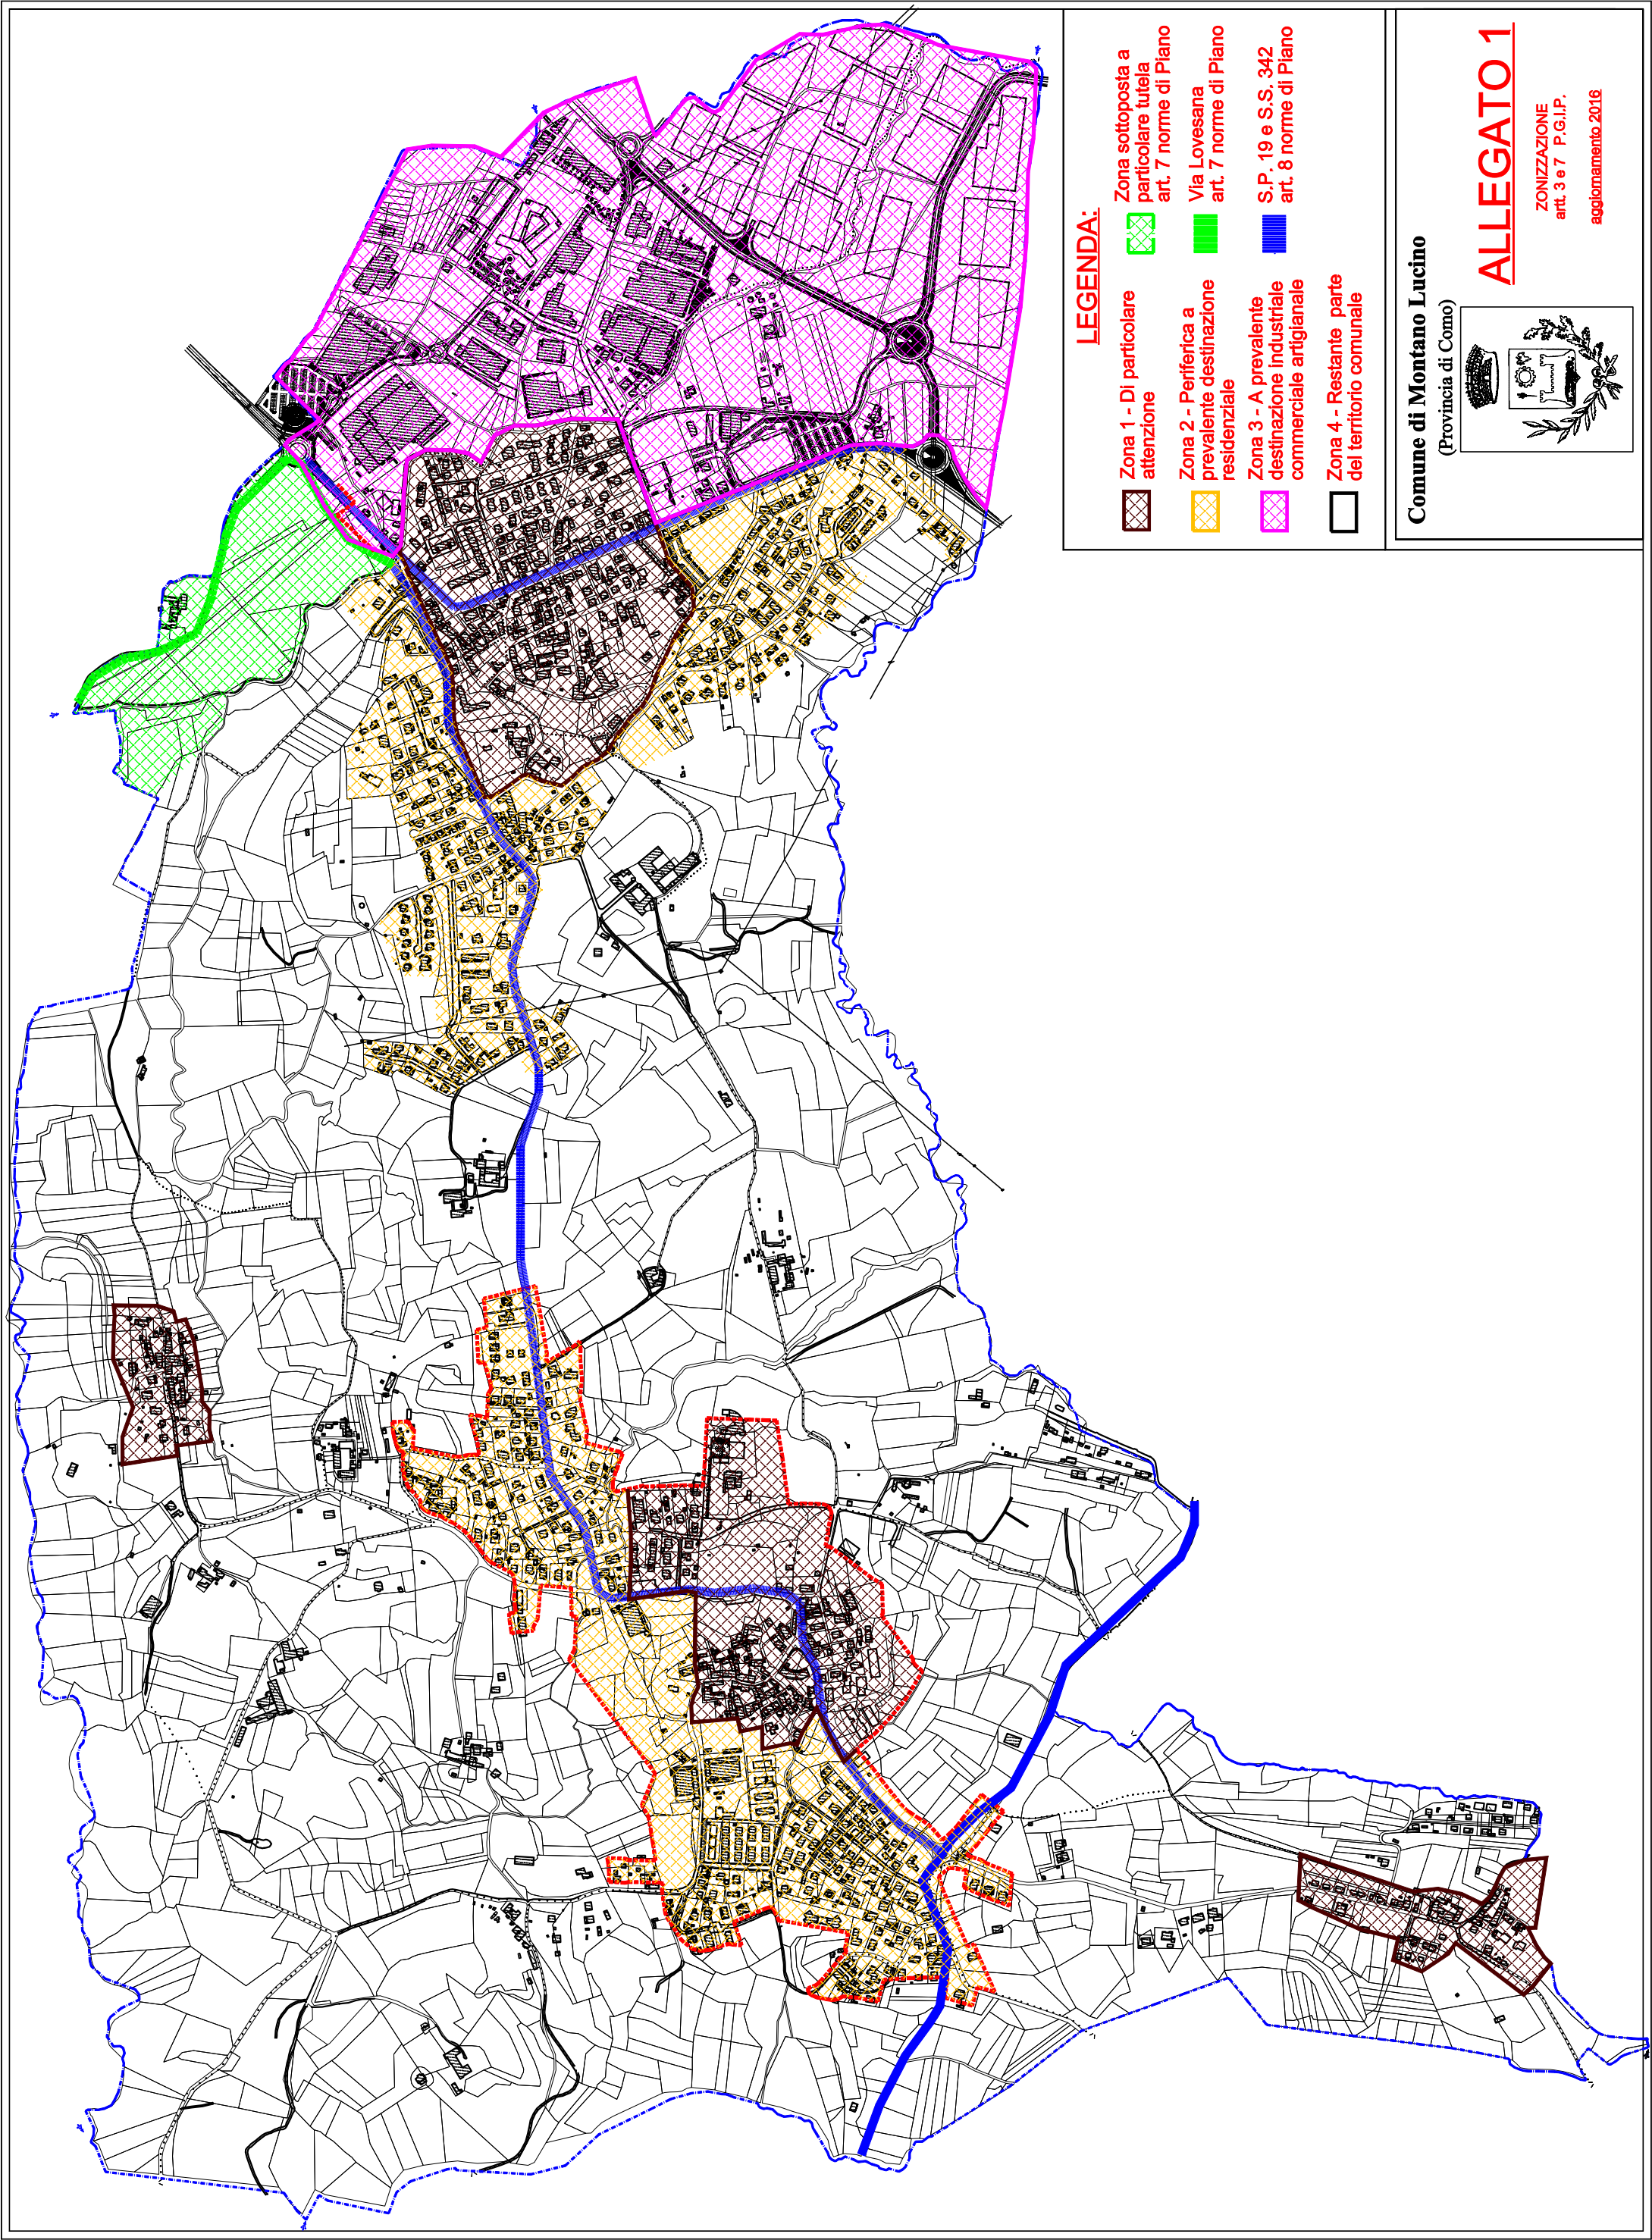 LEGENDA:
Zona 1 - Di particolare
attenzione
Zona 2 - Periferica a
prevalente destinazione
residenziale
Zona 3 - A prevalente
destinazione industriale
commerciale artigianale
Zona 4 - Restante parte
del territorio comunale
Zona sottoposta a
particolare tutela
art. 7 norme di Piano
Via Lovesana
art. 7 norme di Piano
S.P. 19 e S.S. 342
art. 8 norme di Piano
Comune di Montano Lucino
(Provincia di Como)
ALLEGATO 1
ZONIZZAZIONE
artt. 3 e 7 P.G.I.P.
aggiornamento 2016